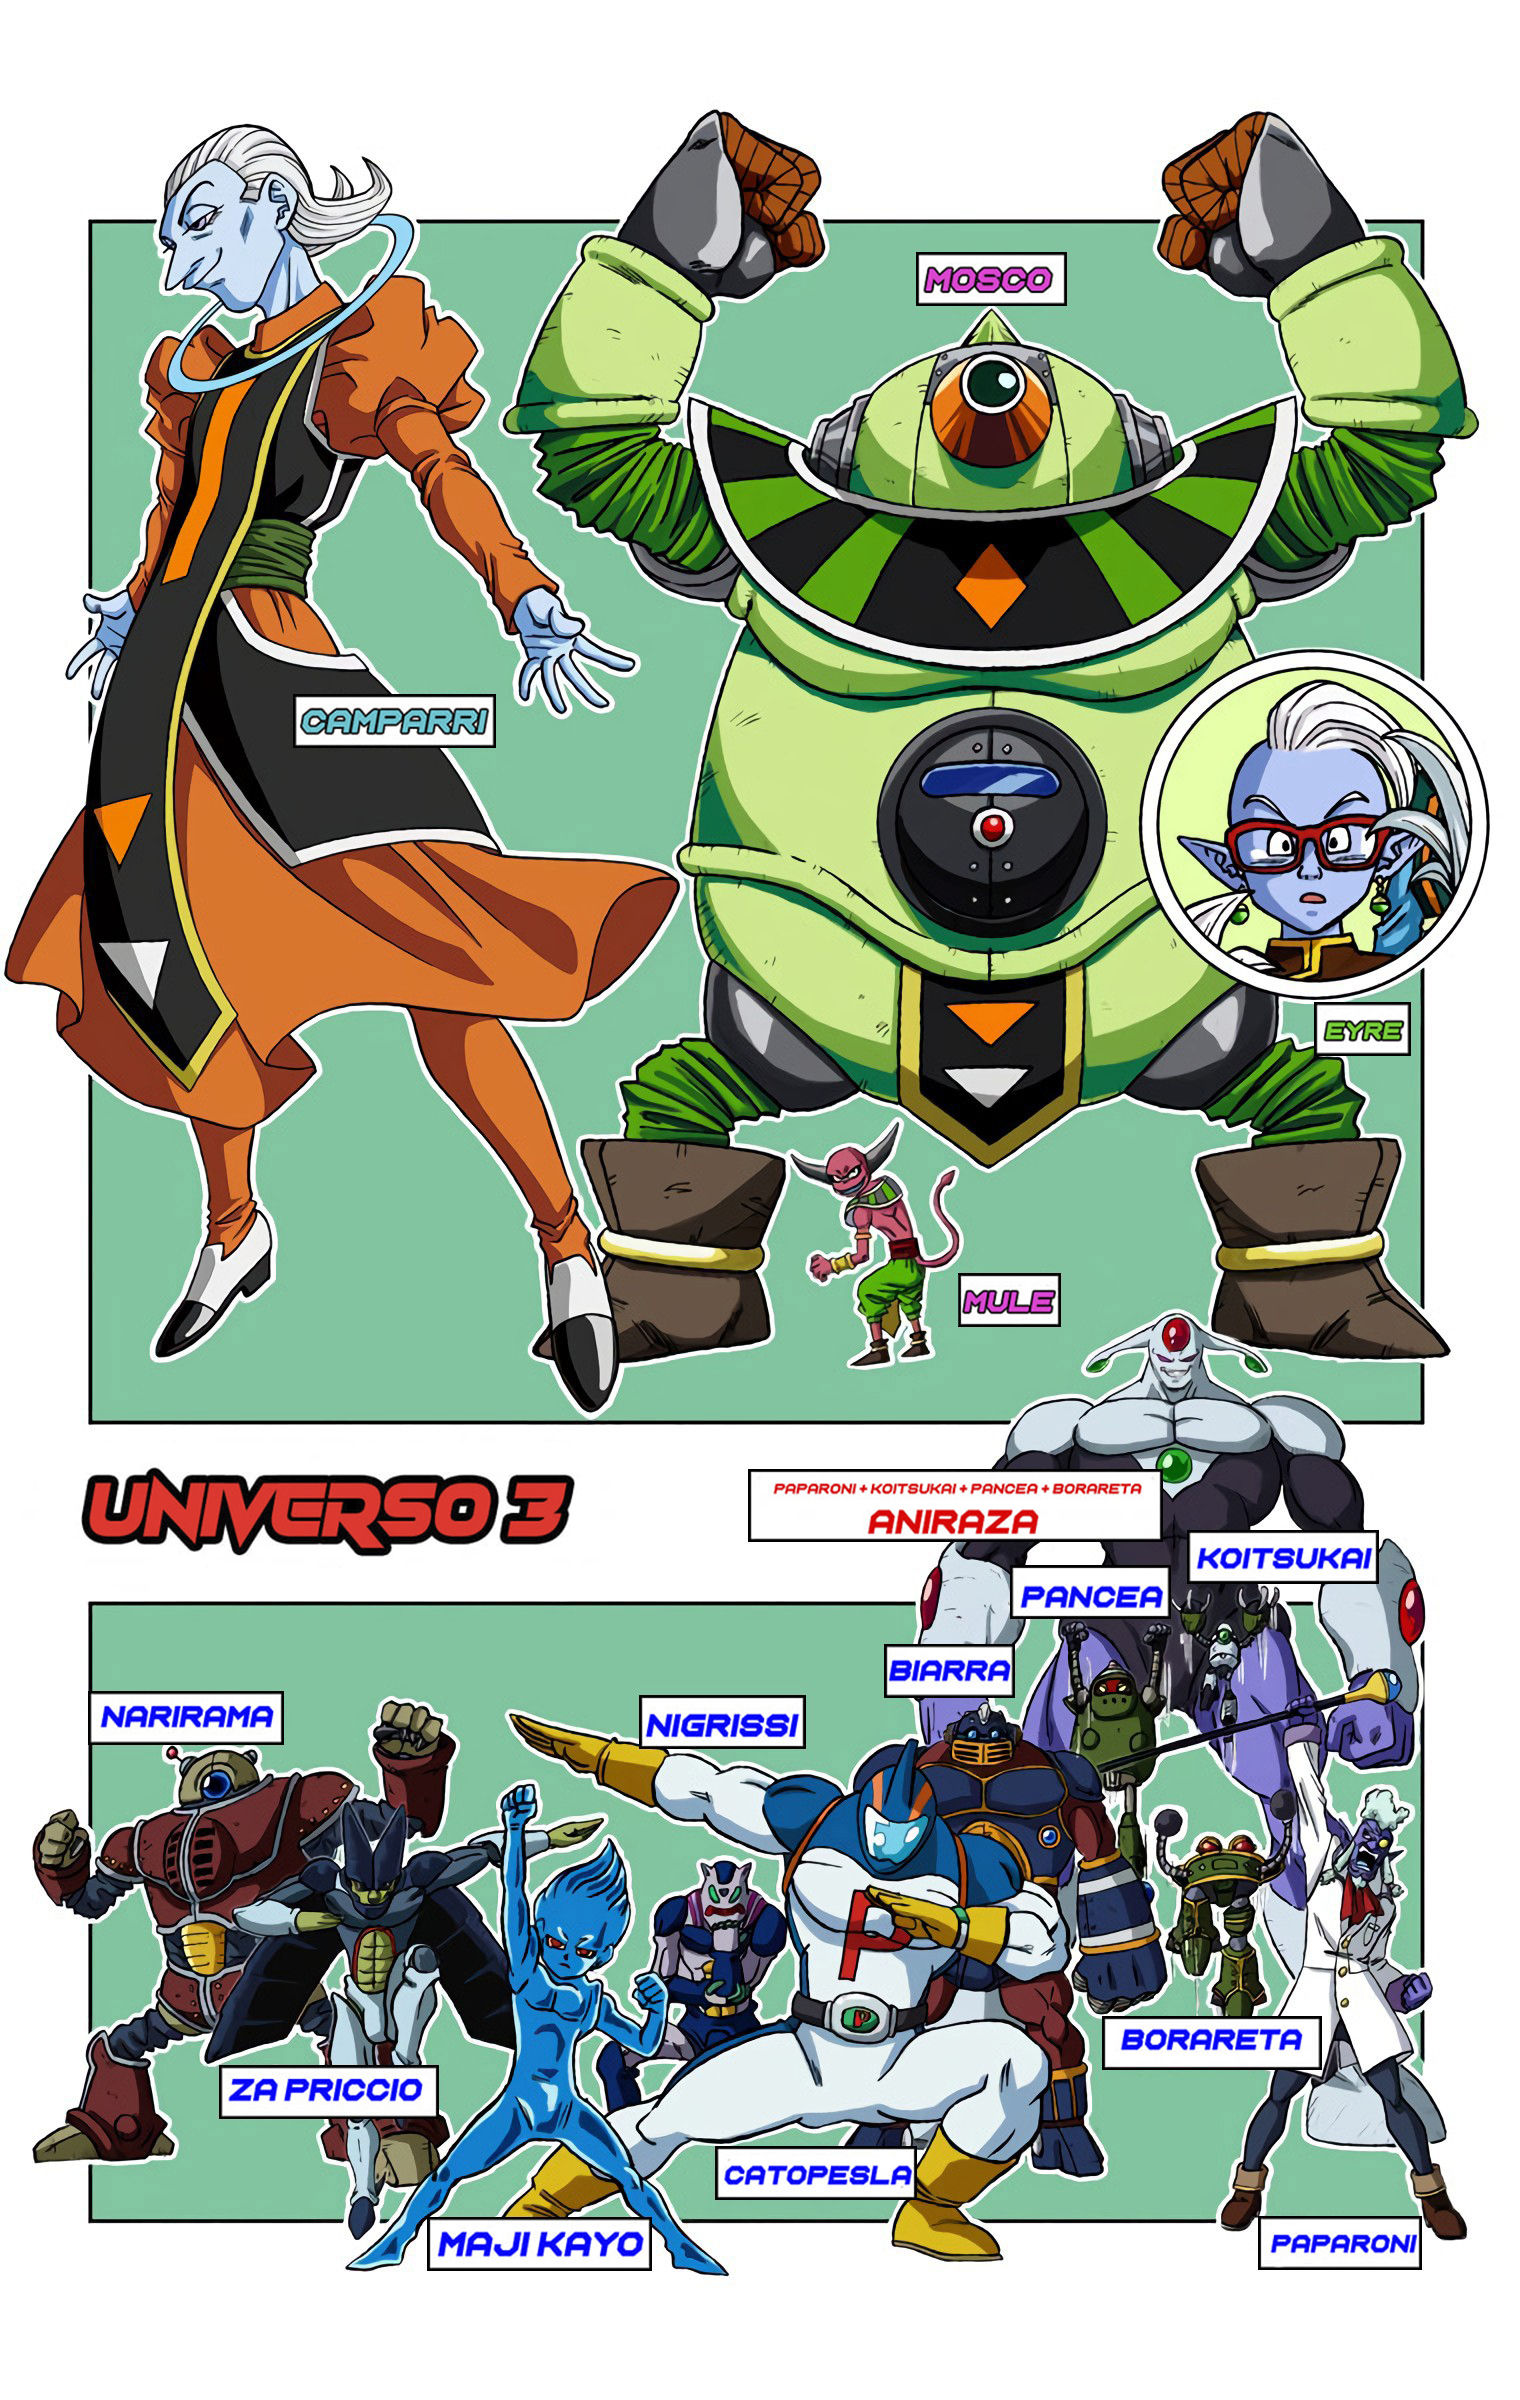 MOSCO
CAMPARRI
EYRE
MULE
UNIVERSO 3
PAPARONI + KOITSUKAI + PANCEA + BORARETA
ANIRAZA
KOITSUKAI
PANCEA
BIARRA
NARIRAMA
NIGRISSI
P
P
BORARETA
ZA PRICCIO
CATOPESLA
MAJI KAYO
PAPARONI